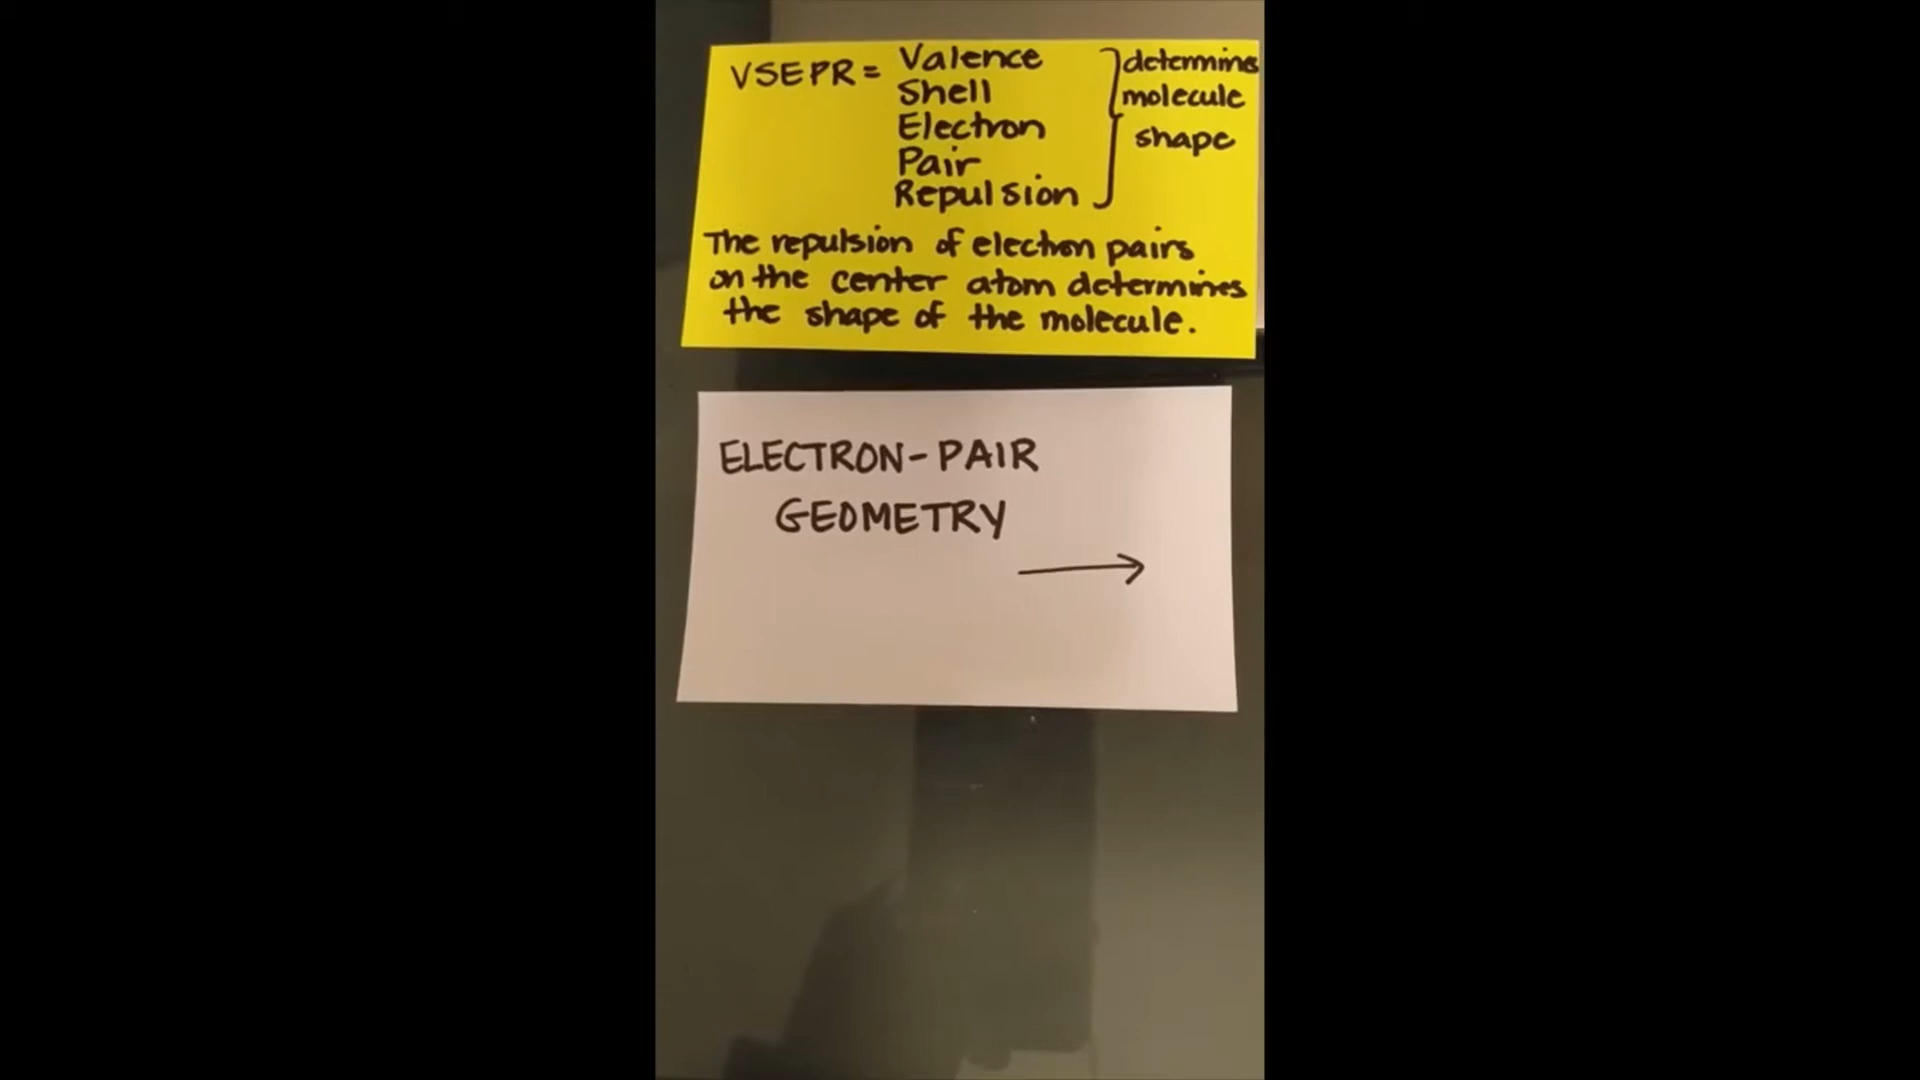 VSEPR = Valence
Shell
Electron
Pair
Repulsion
determines
molecule
shape
The repulsion of electron pairs
on the center atom determines
the shape of the molecule.
ELECTRON-PAIR
GEOMETRY
→